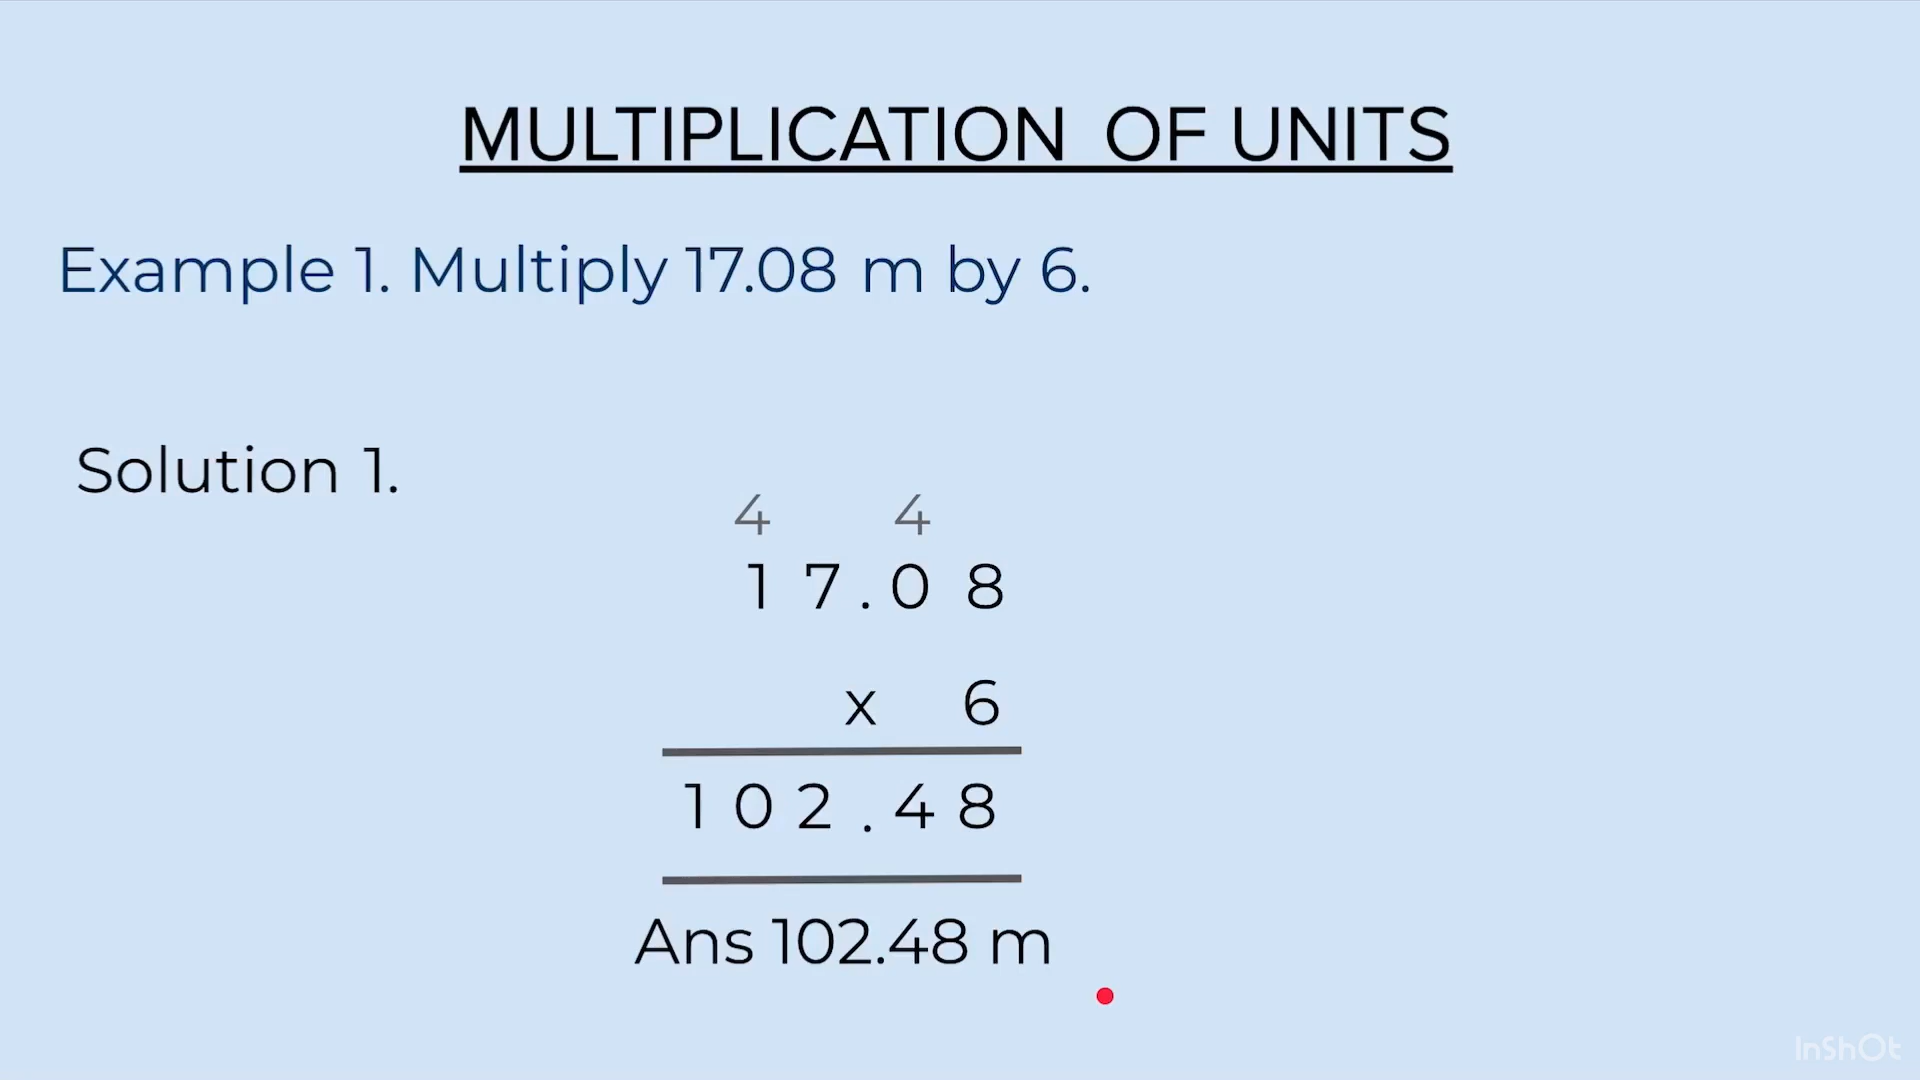 MULTIPLICATION OF UNITS
Example 1. Multiply 17.08 m by 6.
Solution 1.
4 4
1 7 . 0 8
x 6
1 0 2 . 4 8
Ans 102.48 m
InShOt